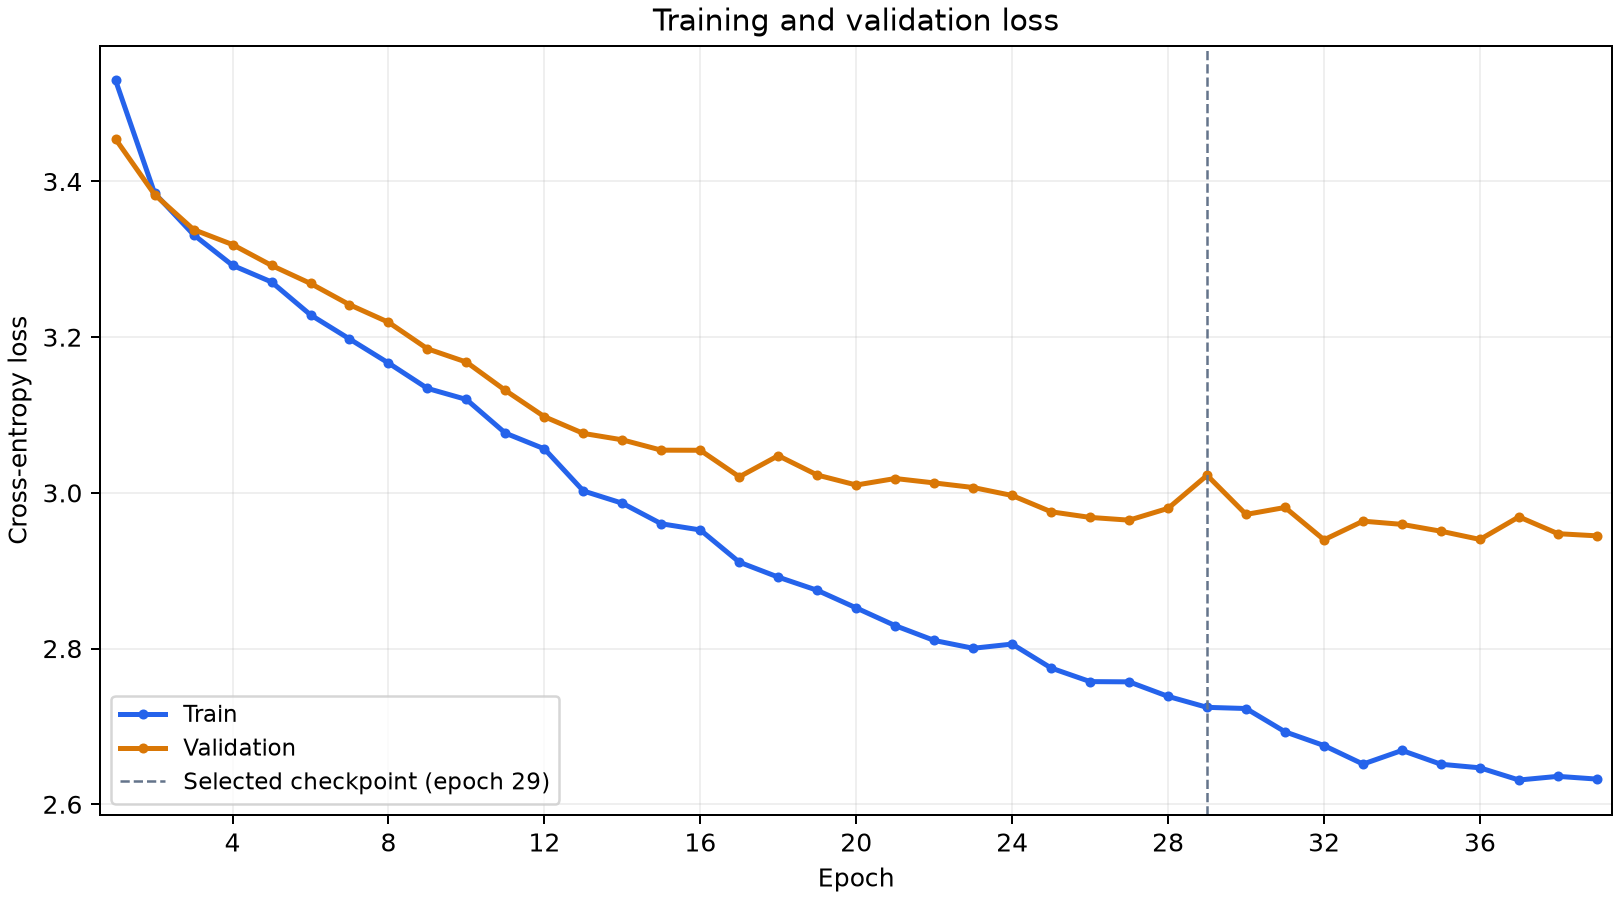 Training and validation loss
Cross-entropy loss
3.4
3.2
3.0
2.8
2.6
Train
Validation
Selected checkpoint (epoch 29)
4
8
12
16
20
24
28
32
36
Epoch